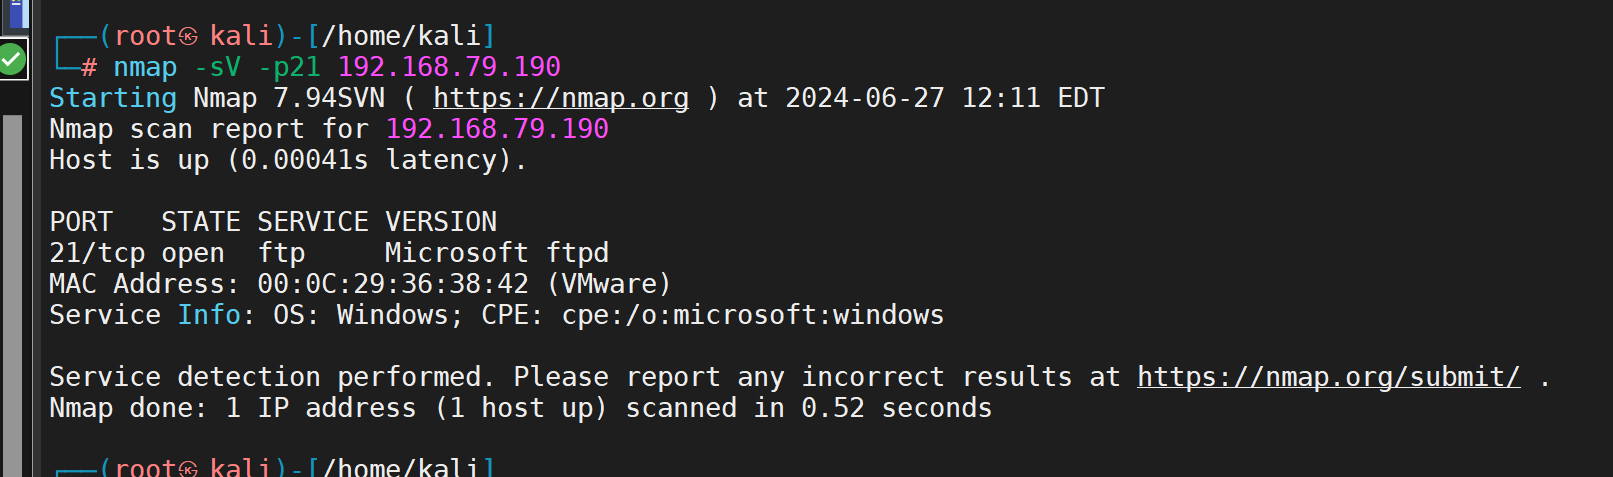 ┌──(root㉿kali)-[/home/kali]
└─# nmap -sV -p21 192.168.79.190
Starting Nmap 7.94SVN ( https://nmap.org ) at 2024-06-27 12:11 EDT
Nmap scan report for 192.168.79.190
Host is up (0.00041s latency).
PORT   STATE SERVICE VERSION
21/tcp open  ftp     Microsoft ftpd
MAC Address: 00:0C:29:36:38:42 (VMware)
Service Info: OS: Windows; CPE: cpe:/o:microsoft:windows
Service detection performed. Please report any incorrect results at https://nmap.org/submit/ .
Nmap done: 1 IP address (1 host up) scanned in 0.52 seconds
┌──(root㉿kali)-[/home/kali]